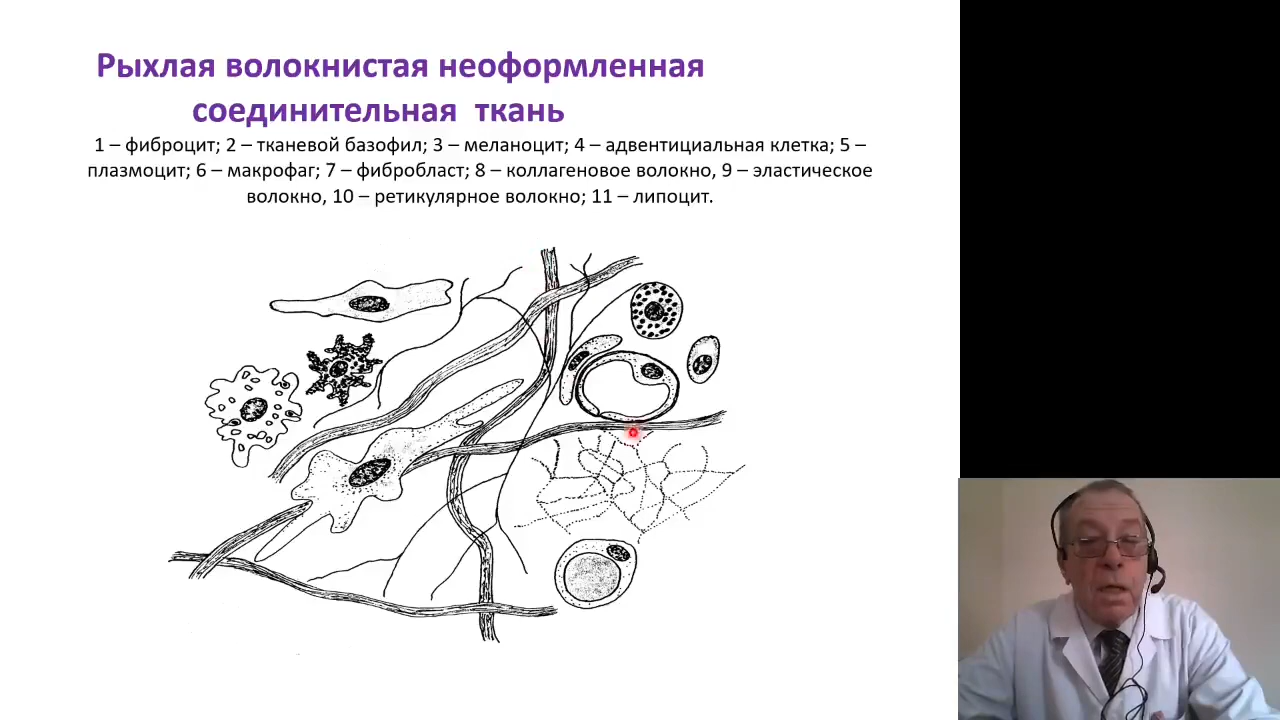 Рыхлая волокнистая неоформленная
соединительная ткань
1 – фиброцит; 2 – тканевой базофил; 3 – меланоцит; 4 – адвентициальная клетка; 5 –
плазмоцит; 6 – макрофаг; 7 – фибробласт; 8 – коллагеновое волокно, 9 – эластическое
волокно, 10 – ретикулярное волокно; 11 – липоцит.